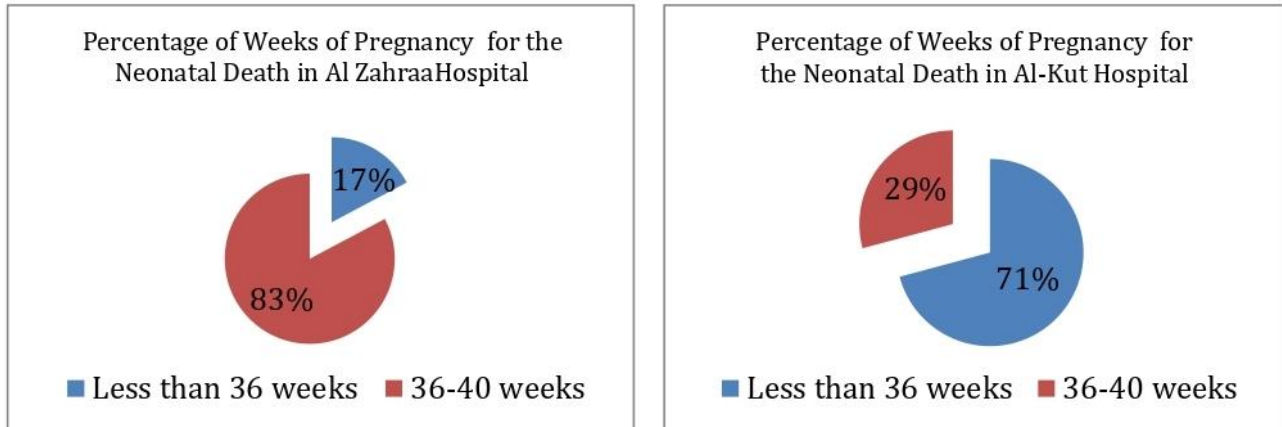 Percentage of Weeks of Pregnancy for the
Neonatal Death in Al ZahraaHospital
17%
83%
Less than 36 weeks 36-40 weeks
Percentage of Weeks of Pregnancy for
the Neonatal Death in Al-Kut Hospital
29%
71%
Less than 36 weeks 36-40 weeks